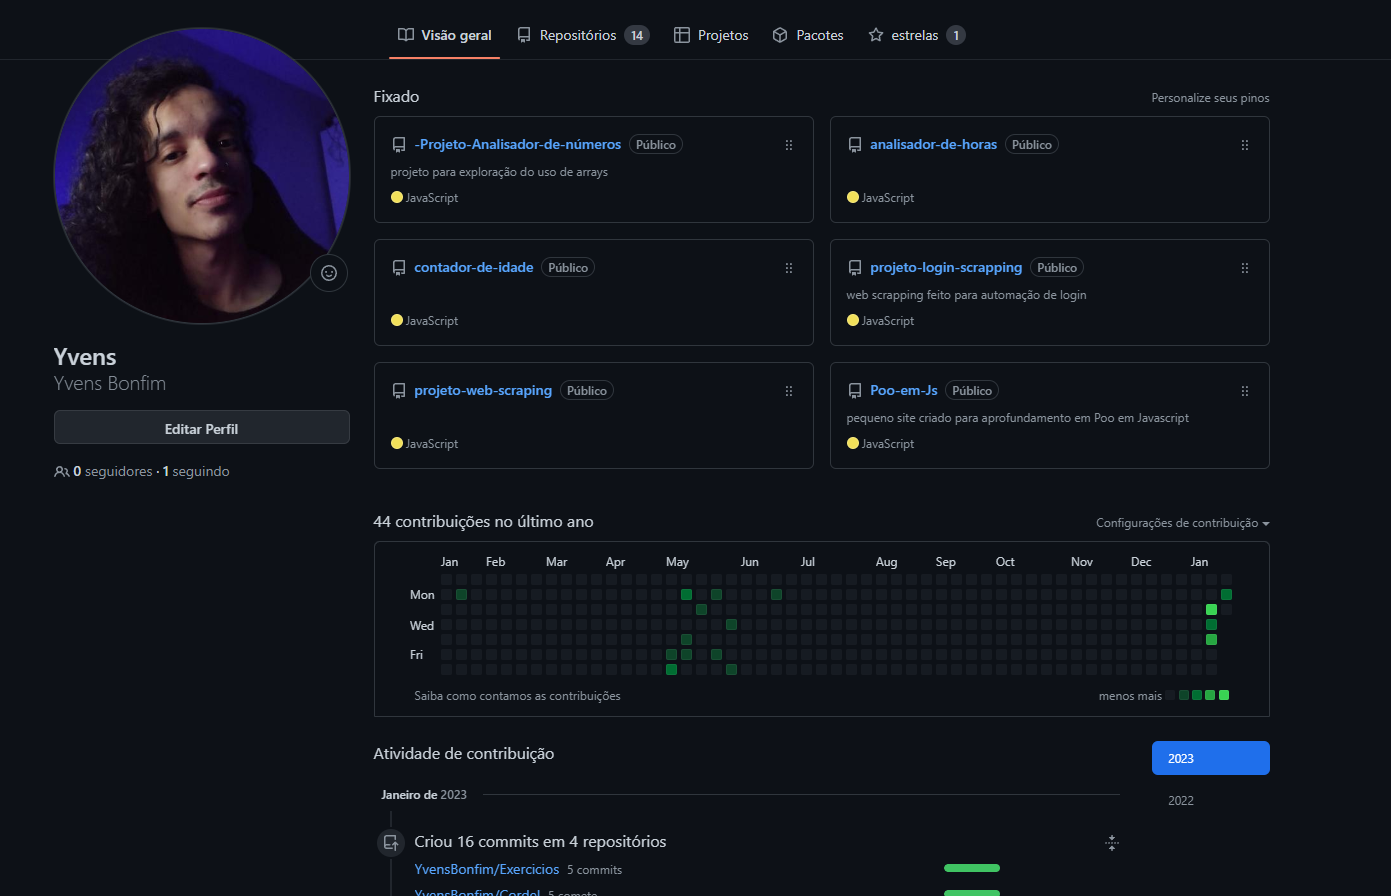 Visão geral Repositórios 14 Projetos Pacotes estrelas 1
Fixado Personalize seus pinos
-Projeto-Analisador-de-números Público
projeto para exploração do uso de arrays
JavaScript
analisador-de-horas Público
JavaScript
contador-de-idade Público
JavaScript
projeto-login-scrapping Público
web scrapping feito para automação de login
JavaScript
projeto-web-scraping Público
JavaScript
Poo-em-Js Público
pequeno site criado para aprofundamento em Poo em Javascript
JavaScript
Yvens
Yvens Bonfim
Editar Perfil
0 seguidores · 1 seguindo
44 contribuições no último ano Configurações de contribuição
Jan Feb Mar Apr May Jun Jul Aug Sep Oct Nov Dec Jan
Mon
Wed
Fri
Saiba como contamos as contribuições menos mais
Atividade de contribuição
2023
2022
Janeiro de 2023
Criou 16 commits em 4 repositórios
YvensBonfim/Exercicios 5 commits
YvensBonfim/Cordel 5